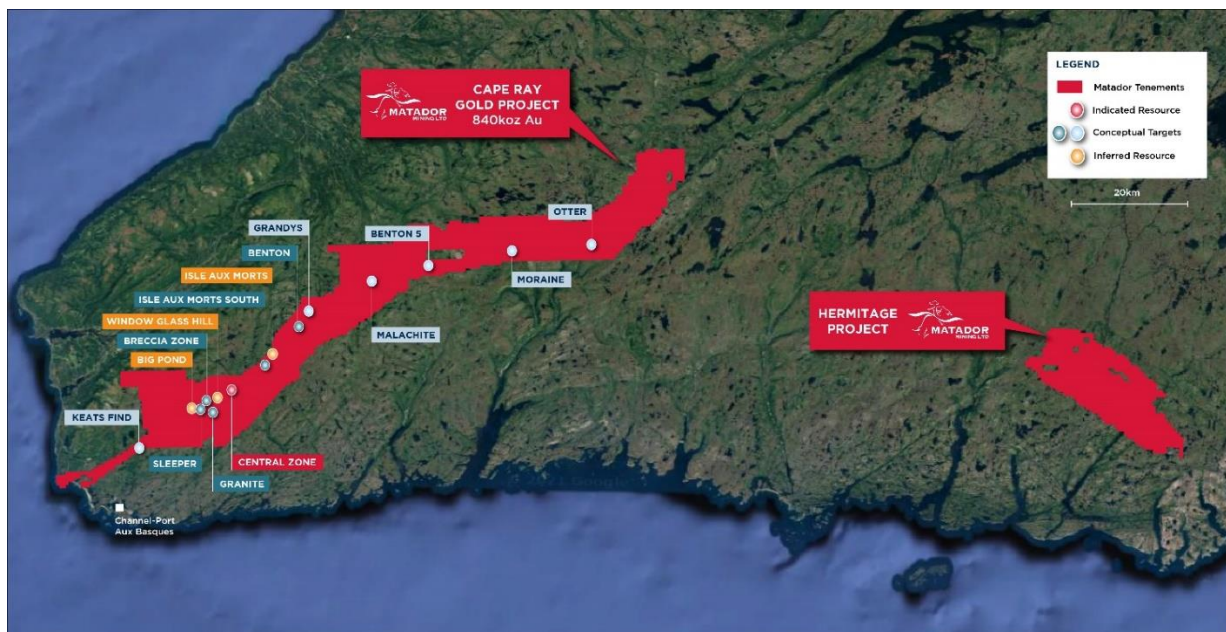 MATADOR
MINING LTD
CAPE RAY
GOLD PROJECT
840koz Au
LEGEND
Matador Tenements
Indicated Resource
Conceptual Targets
Inferred Resource
20km
OTTER
GRANDYS
BENTON 5
BENTON
MORAINE
ISLE AUX MORTS
ISLE AUX MORTS SOUTH
WINDOW GLASS HILL
MALACHITE
BRECCIA ZONE
BIG POND
HERMITAGE
PROJECT
MATADOR
MINING LTD
KEATS FIND
SLEEPER
CENTRAL ZONE
GRANITE
Channel-Port
Aux Basques